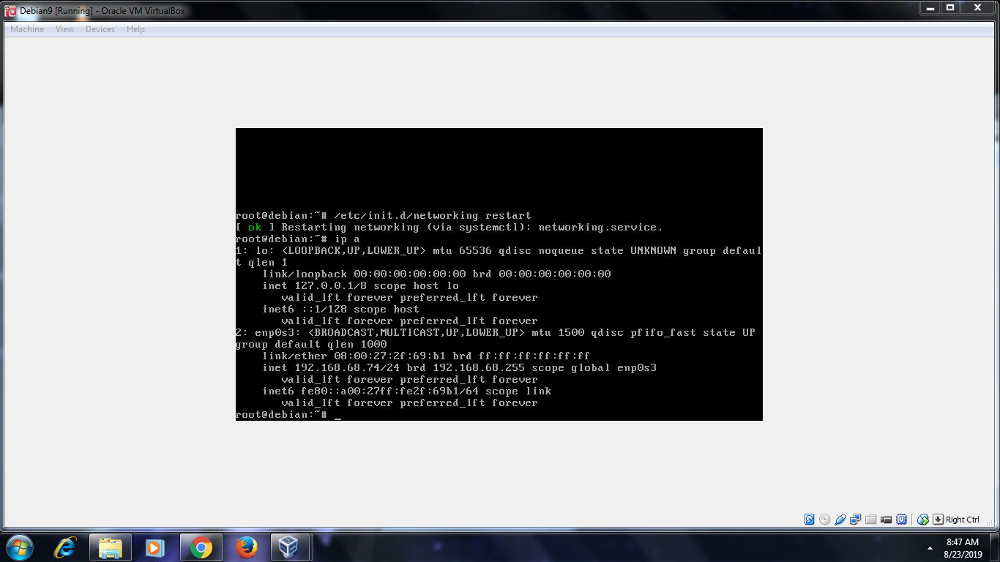 Debian9 [Running] - Oracle VM VirtualBox
Machine View Devices Help
root@debian:~# /etc/init.d/networking restart
[ ok ] Restarting networking (via systemctl): networking.service.
root@debian:~# ip a
1: lo: <LOOPBACK,UP,LOWER_UP> mtu 65536 qdisc noqueue state UNKNOWN group defaul
t qlen 1
    link/loopback 00:00:00:00:00:00 brd 00:00:00:00:00:00
    inet 127.0.0.1/8 scope host lo
       valid_lft forever preferred_lft forever
    inet6 ::1/128 scope host
       valid_lft forever preferred_lft forever
2: enp0s3: <BROADCAST,MULTICAST,UP,LOWER_UP> mtu 1500 qdisc pfifo_fast state UP
group default qlen 1000
    link/ether 08:00:27:2f:69:b1 brd ff:ff:ff:ff:ff:ff
    inet 192.168.68.74/24 brd 192.168.68.255 scope global enp0s3
       valid_lft forever preferred_lft forever
    inet6 fe80::a00:27ff:fe2f:69b1/64 scope link
       valid_lft forever preferred_lft forever
root@debian:~# _
Right Ctrl
8:47 AM
8/23/2019